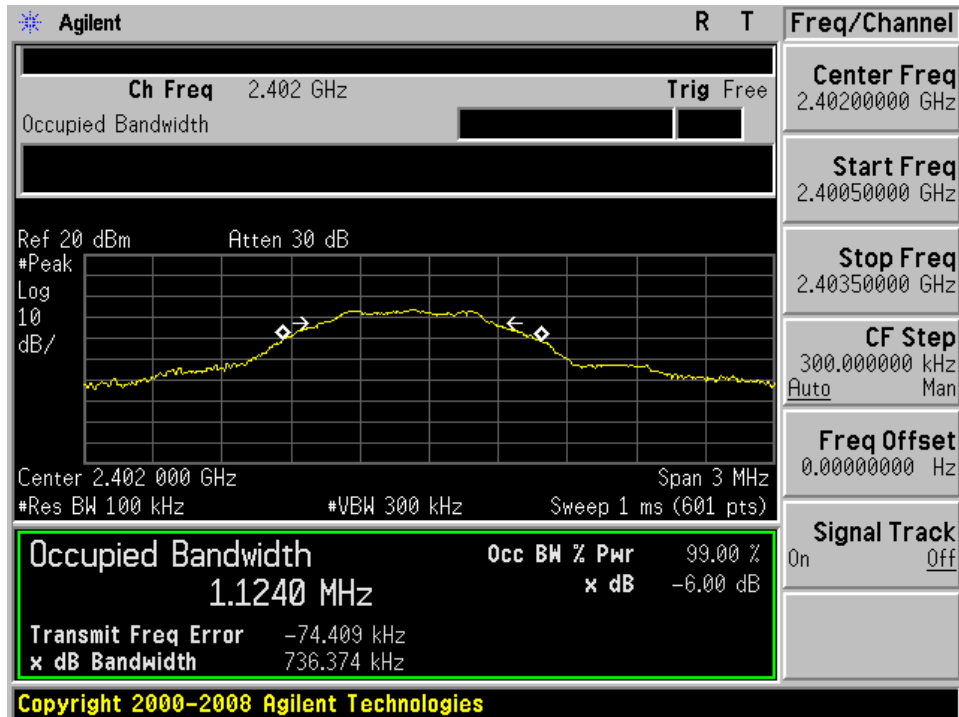 Agilent R T
Ch Freq 2.402 GHz Trig Free
Occupied Bandwidth
Ref 20 dBm Atten 30 dB
#Peak
Log
10
dB/
Center 2.402 000 GHz Span 3 MHz
#Res BW 100 kHz #VBW 300 kHz Sweep 1 ms (601 pts)
Occupied Bandwidth Occ BW % Pwr 99.00 %
1.1240 MHz x dB -6.00 dB
Transmit Freq Error -74.409 kHz
x dB Bandwidth 736.374 kHz
Copyright 2000-2008 Agilent Technologies
Freq/Channel
Center Freq
2.40200000 GHz
Start Freq
2.40050000 GHz
Stop Freq
2.40350000 GHz
CF Step
300.000000 kHz
Auto Man
Freq Offset
0.00000000 Hz
Signal Track
On Off